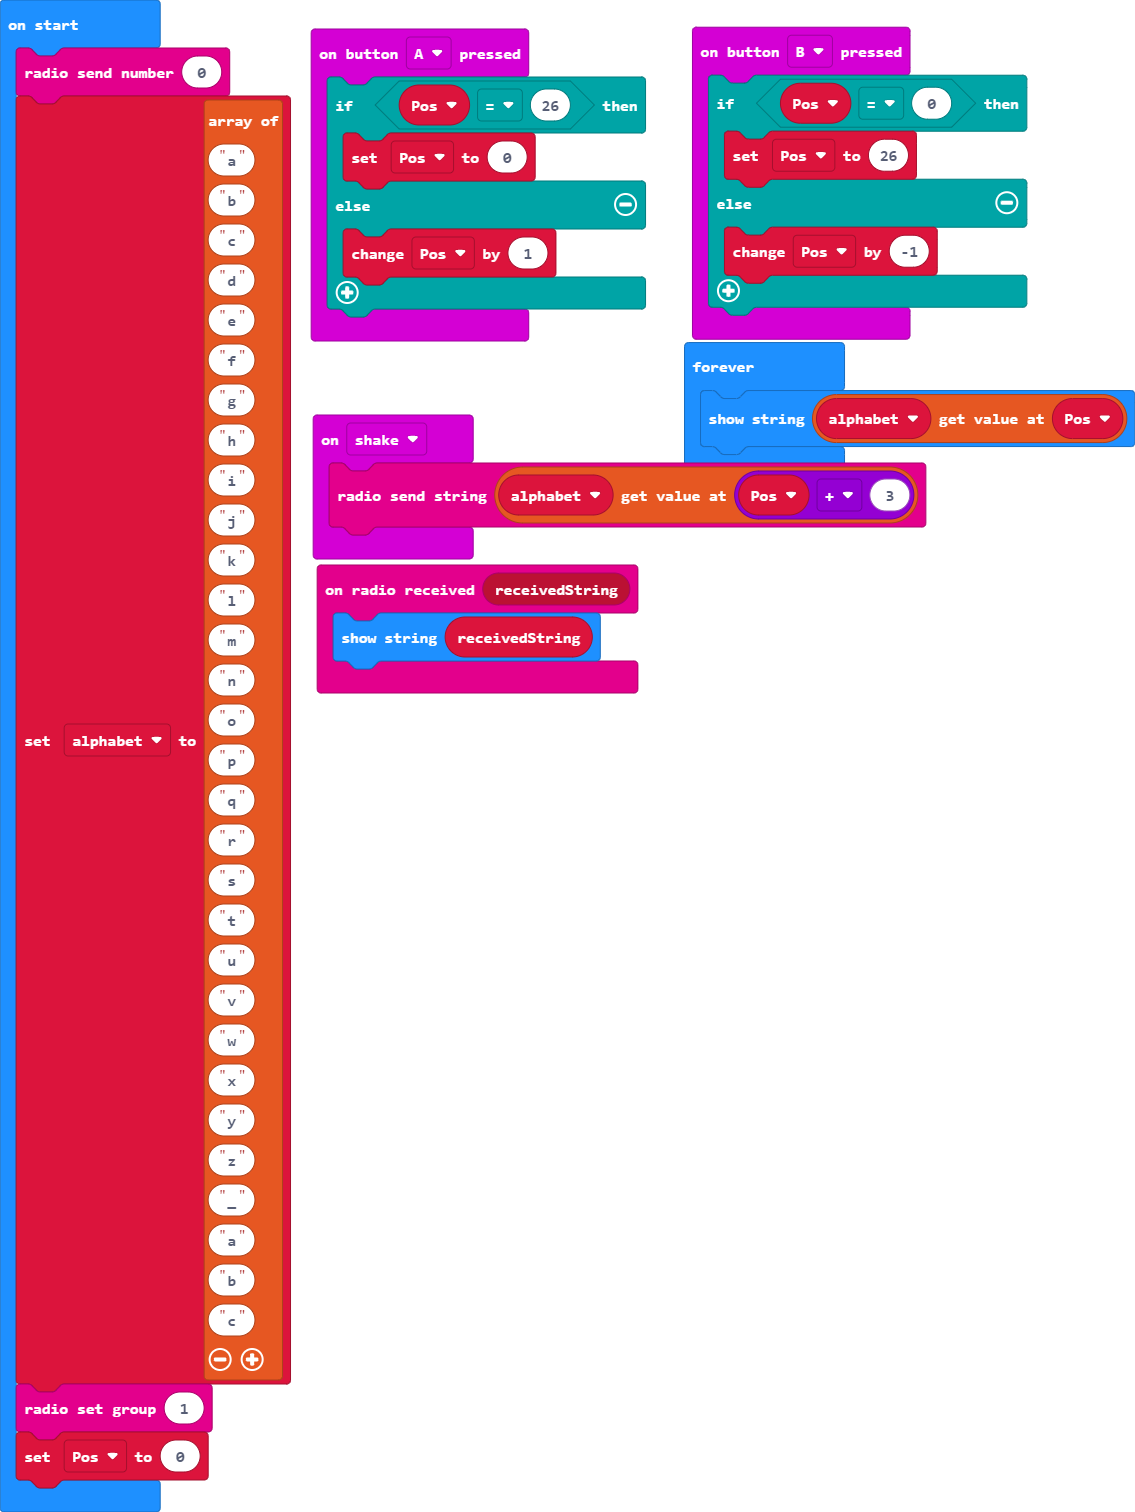 on start
radio send number 0
set alphabet to
array of
"a"
"b"
"c"
"d"
"e"
"f"
"g"
"h"
"i"
"j"
"k"
"l"
"m"
"n"
"o"
"p"
"q"
"r"
"s"
"t"
"u"
"v"
"w"
"x"
"y"
"z"
"_"
"a"
"b"
"c"
radio set group 1
set Pos to 0
on button A pressed
if Pos = 26 then
set Pos to 0
else
change Pos by 1
on button B pressed
if Pos = 0 then
set Pos to 26
else
change Pos by -1
forever
show string alphabet get value at Pos
on shake
radio send string alphabet get value at Pos + 3
on radio received receivedString
show string receivedString